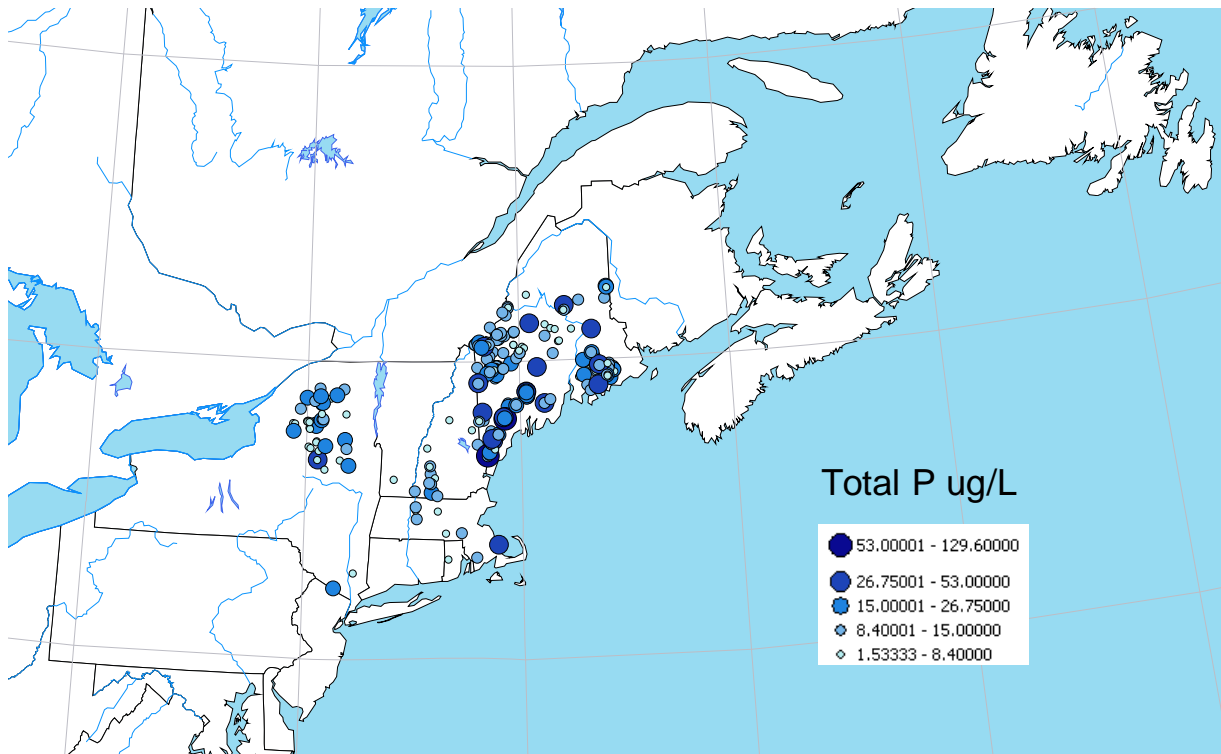 Total P ug/L
53.00001 - 129.60000
26.75001 - 53.00000
15.00001 - 26.75000
8.40001 - 15.00000
1.53333 - 8.40000